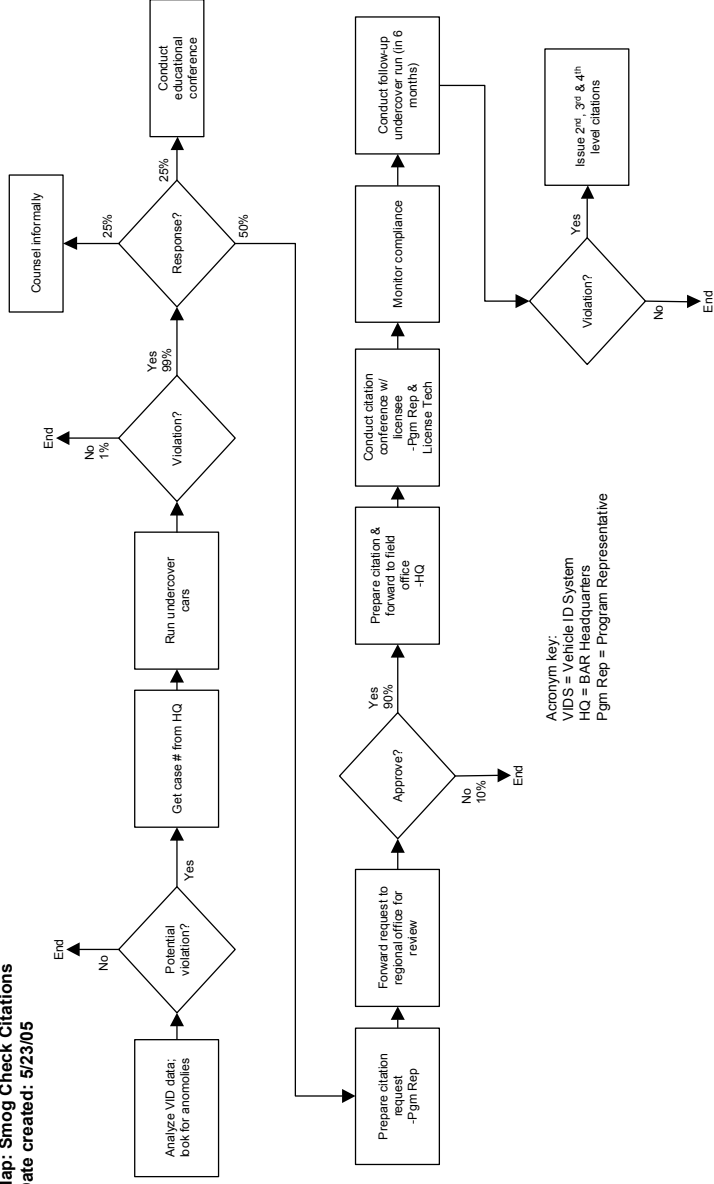 Smog Check Citations
created: 5/23/05
Analyze VID data;
look for anomolies
Potential
violation?
No
End
Yes
Get case # from HQ
Run undercover
cars
Violation?
No
1%
End
Yes
99%
Response?
25%
Counsel informally
25%
Conduct
educational
conference
50%
Prepare citation
request
-Pgm Rep
Forward request to
regional office for
review
Approve?
No
10%
End
Yes
90%
Prepare citation &
forward to field
office
-HQ
Conduct citation
conference w/
licensee
-Pgm Rep &
License Tech
Monitor compliance
Conduct follow-up
undercover run (in 6
months)
Violation?
No
End
Yes
Issue 2nd, 3rd & 4th
level citations
Acronym key:
VIDS = Vehicle ID System
HQ = BAR Headquarters
Pgm Rep = Program Representative